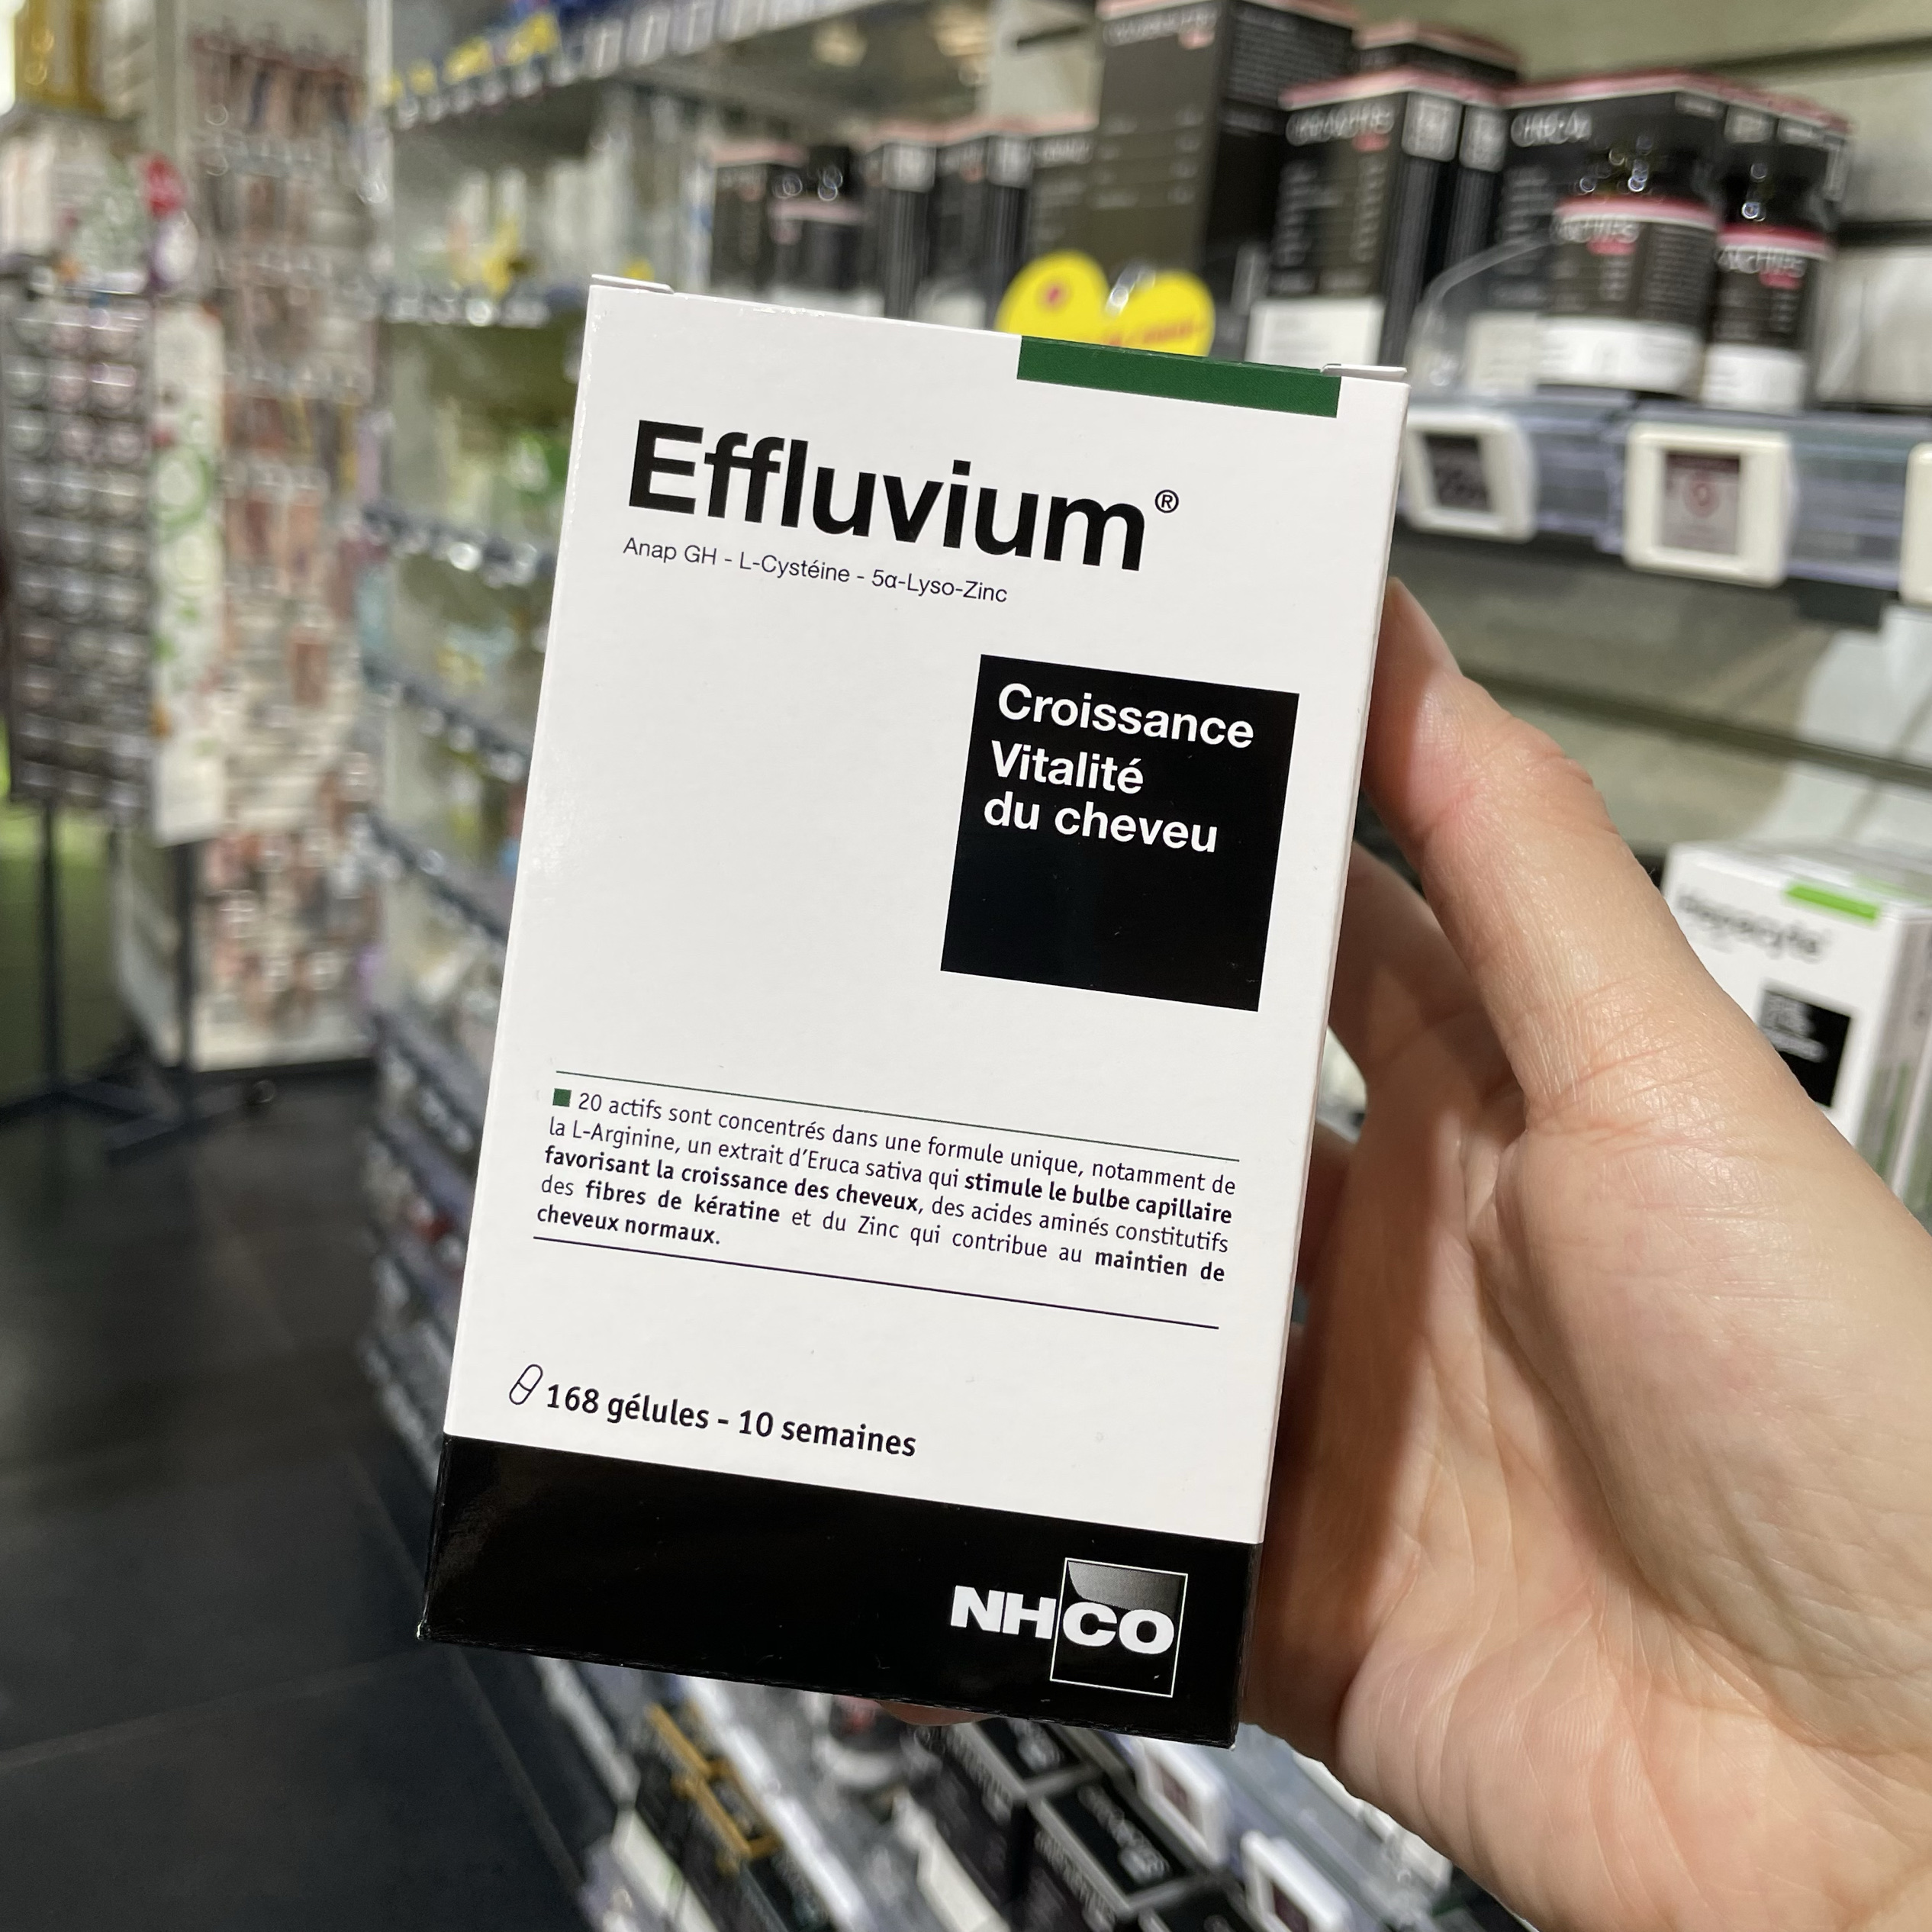 Effluvium®
Anap GH - L-Cystéine - 5α-Lyso-Zinc
Croissance
Vitalité
du cheveu
20 actifs sont concentrés dans une formule unique, notamment de
la L-Arginine, un extrait d'Eruca sativa qui stimule le bulbe capillaire
favorisant la croissance des cheveux, des acides aminés constitutifs
des fibres de kératine et du Zinc qui contribue au maintien de
cheveux normaux.
168 gélules - 10 semaines
NHCO